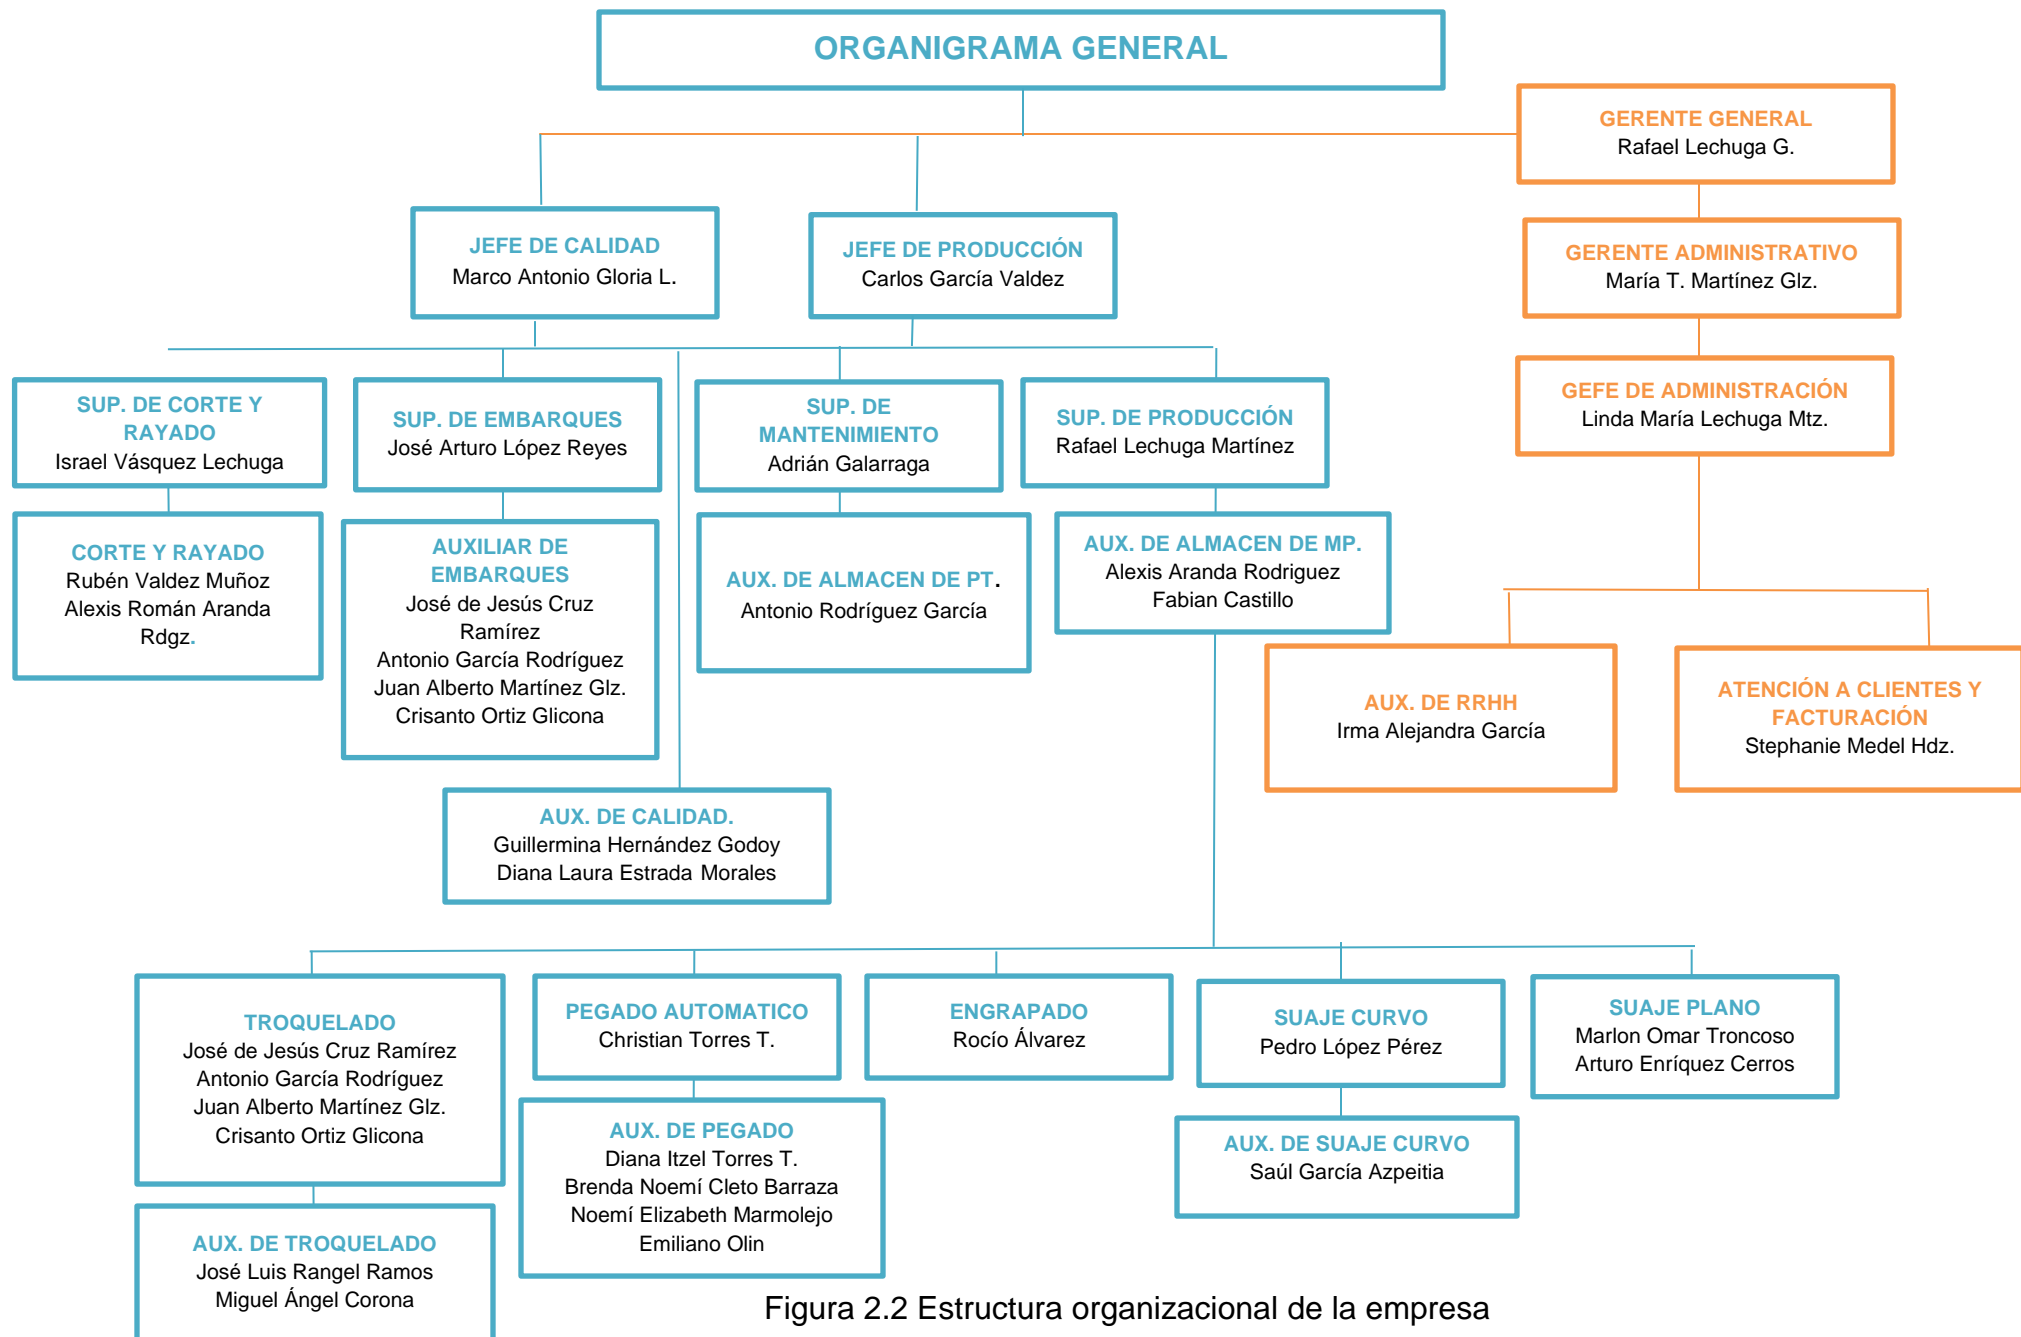 ORGANIGRAMA GENERAL
GERENTE GENERAL
Rafael Lechuga G.
JEFE DE CALIDAD
Marco Antonio Gloria L.
JEFE DE PRODUCCIÓN
Carlos García Valdez
GERENTE ADMINISTRATIVO
María T. Martínez Glz.
SUP. DE CORTE Y
RAYADO
Israel Vásquez Lechuga
SUP. DE EMBARQUES
José Arturo López Reyes
SUP. DE
MANTENIMIENTO
Adrián Galarraga
SUP. DE PRODUCCIÓN
Rafael Lechuga Martínez
GEFE DE ADMINISTRACIÓN
Linda María Lechuga Mtz.
CORTE Y RAYADO
Rubén Valdez Muñoz
Alexis Román Aranda
Rdgz.
AUXILIAR DE
EMBARQUES
José de Jesús Cruz
Ramírez
Antonio García Rodríguez
Juan Alberto Martínez Glz.
Crisanto Ortiz Glicona
AUX. DE ALMACEN DE PT.
Antonio Rodríguez García
AUX. DE ALMACEN DE MP.
Alexis Aranda Rodriguez
Fabian Castillo
AUX. DE RRHH
Irma Alejandra García
ATENCIÓN A CLIENTES Y
FACTURACIÓN
Stephanie Medel Hdz.
AUX. DE CALIDAD.
Guillermina Hernández Godoy
Diana Laura Estrada Morales
TROQUELADO
José de Jesús Cruz Ramírez
Antonio García Rodríguez
Juan Alberto Martínez Glz.
Crisanto Ortiz Glicona
PEGADO AUTOMATICO
Christian Torres T.
ENGRAPADO
Rocío Álvarez
SUAJE CURVO
Pedro López Pérez
SUAJE PLANO
Marlon Omar Troncoso
Arturo Enríquez Cerros
AUX. DE PEGADO
Diana Itzel Torres T.
Brenda Noemí Cleto Barraza
Noemí Elizabeth Marmolejo
Emiliano Olin
AUX. DE SUAJE CURVO
Saúl García Azpeitia
AUX. DE TROQUELADO
José Luis Rangel Ramos
Miguel Ángel Corona
Figura 2.2 Estructura organizacional de la empresa